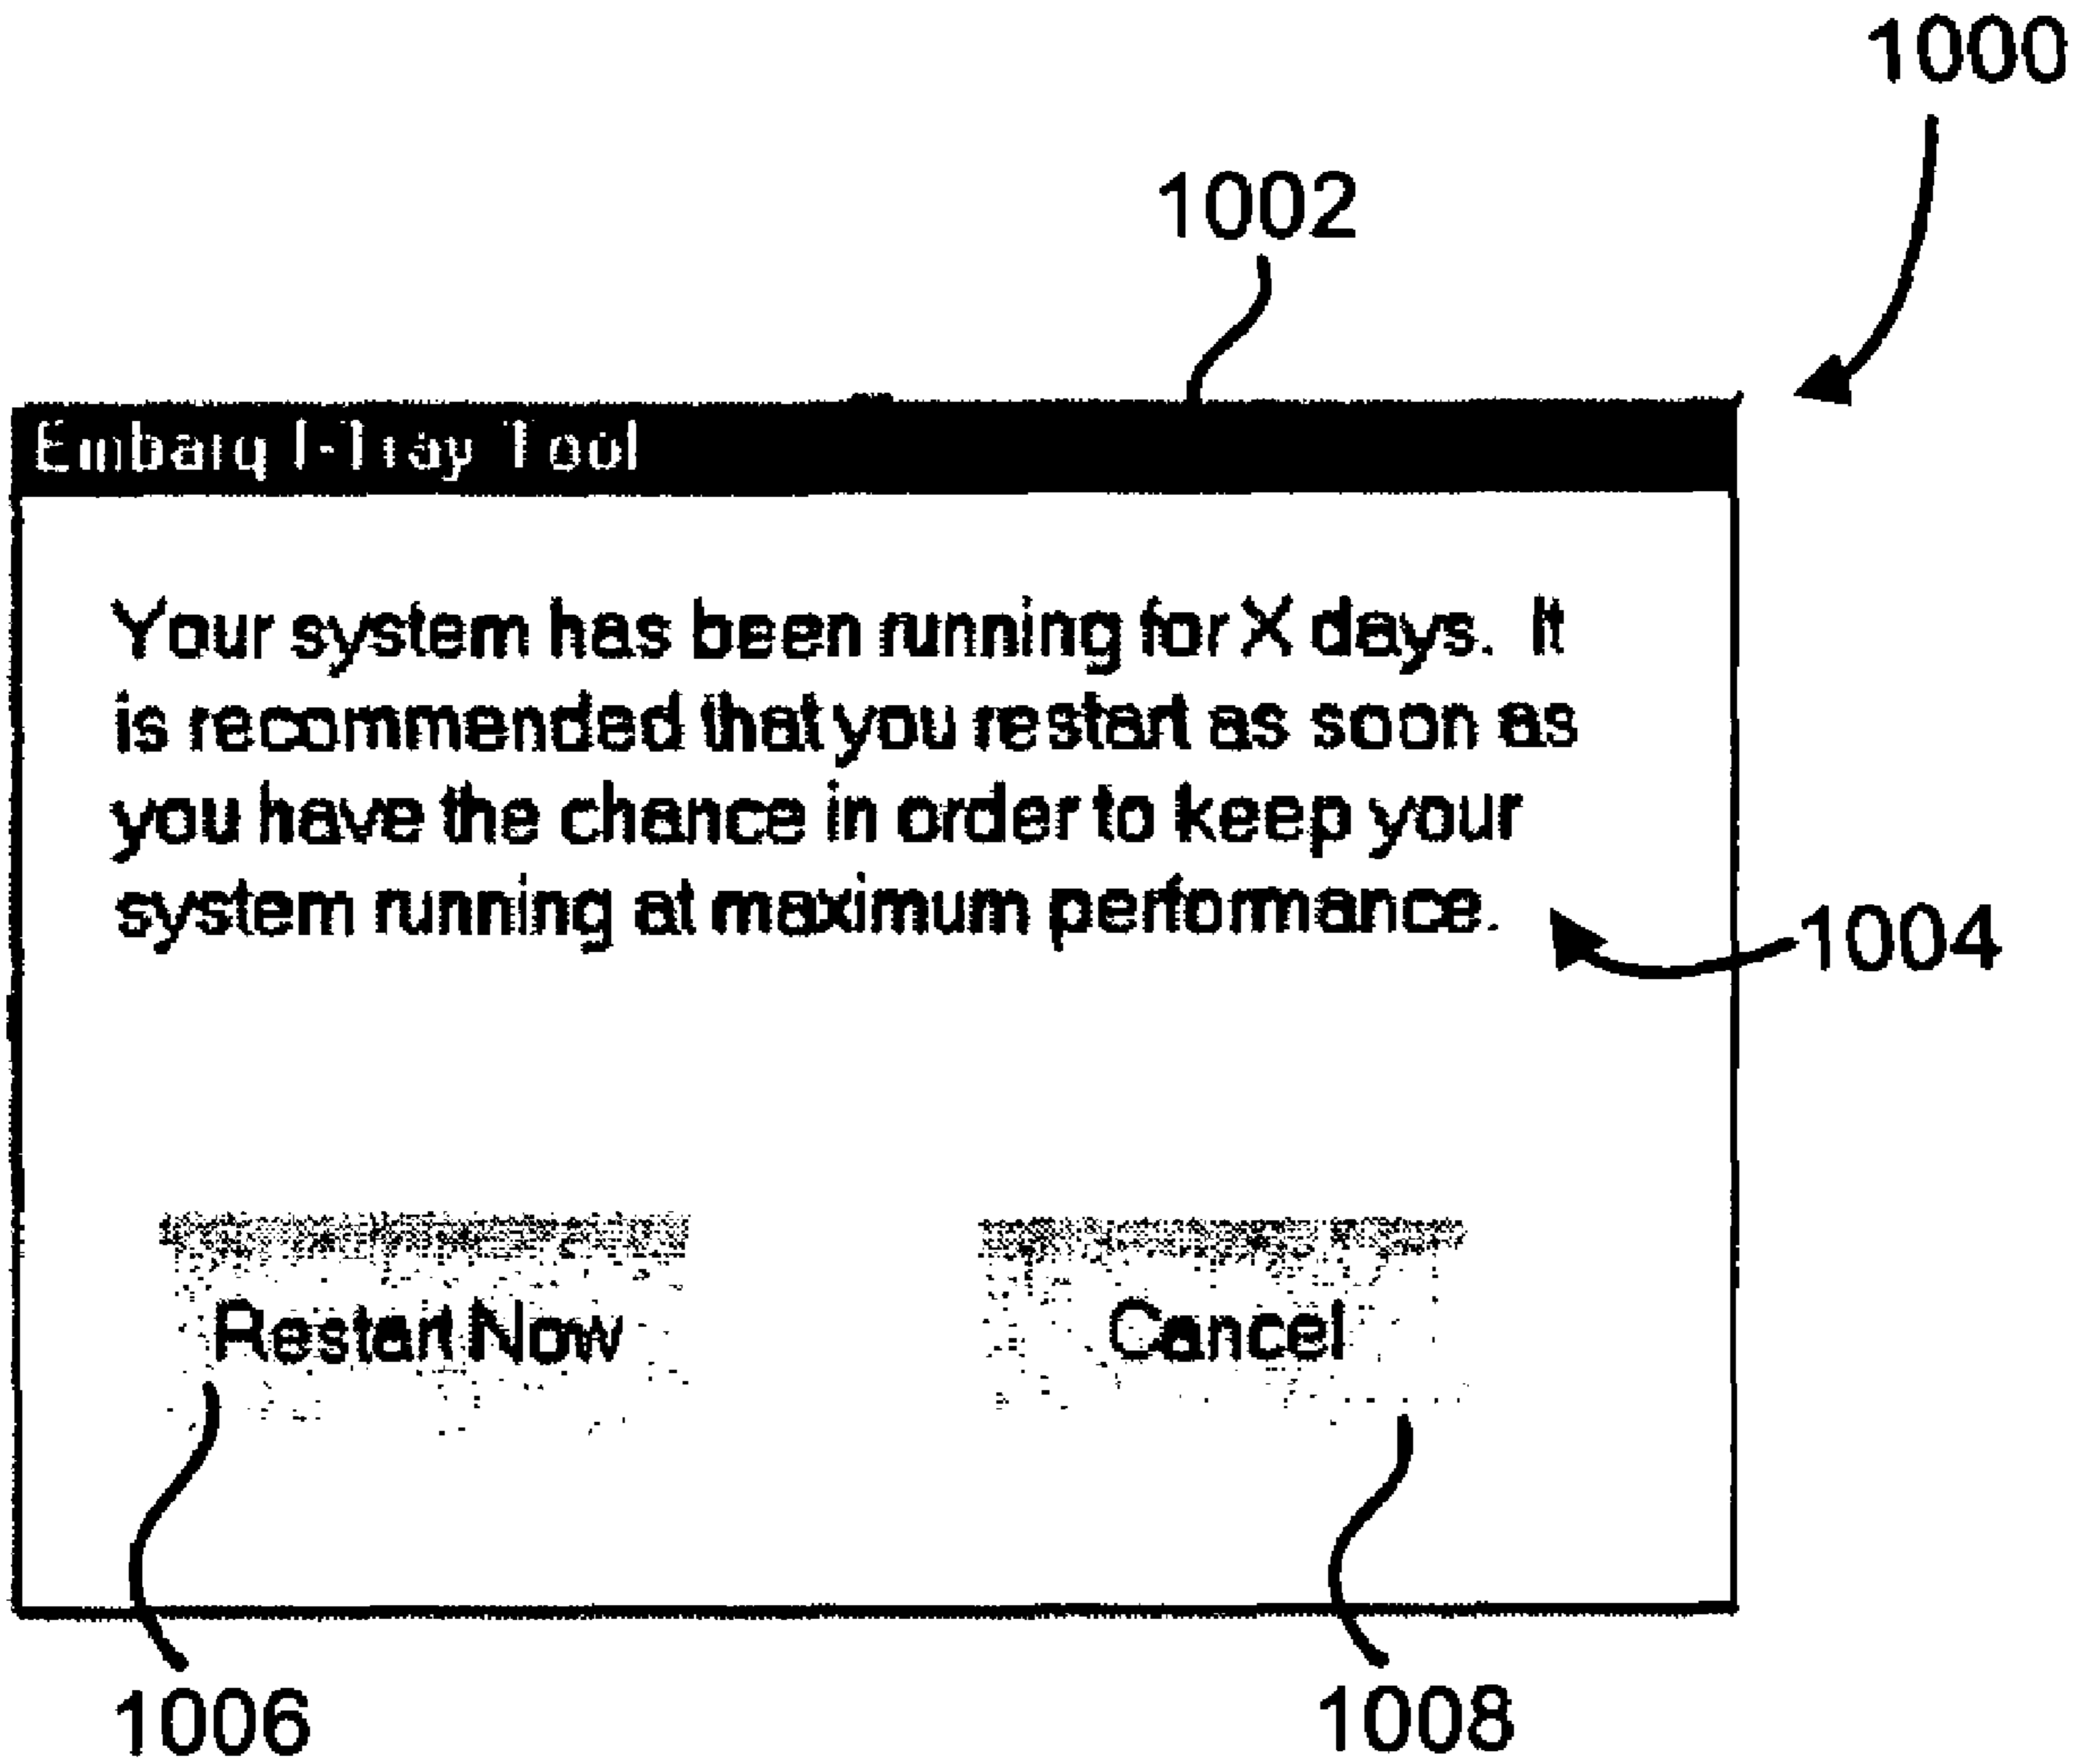 1000
1002
Embarq I-Tray Tool
Your system has been running for X days. It
is recommended that you restart as soon as
you have the chance in order to keep your
system running at maximum performance.
1004
Restart Now Cancel
1006 1008